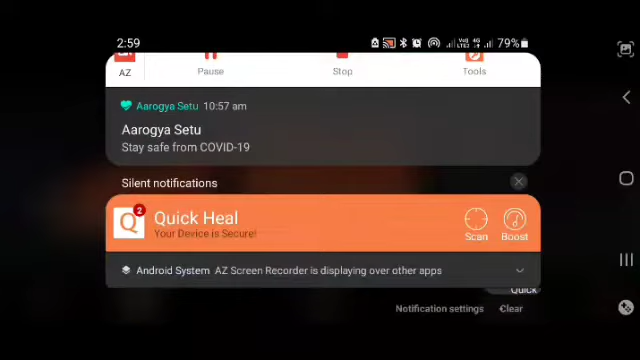 2:59 79%
AZ Pause Stop Tools
Aarogya Setu 10:57 am
Aarogya Setu
Stay safe from COVID-19
Silent notifications
Q 2 Quick Heal
Your Device is Secure!
Scan Boost
Android System AZ Screen Recorder is displaying over other apps
Quick
Notification settings Clear